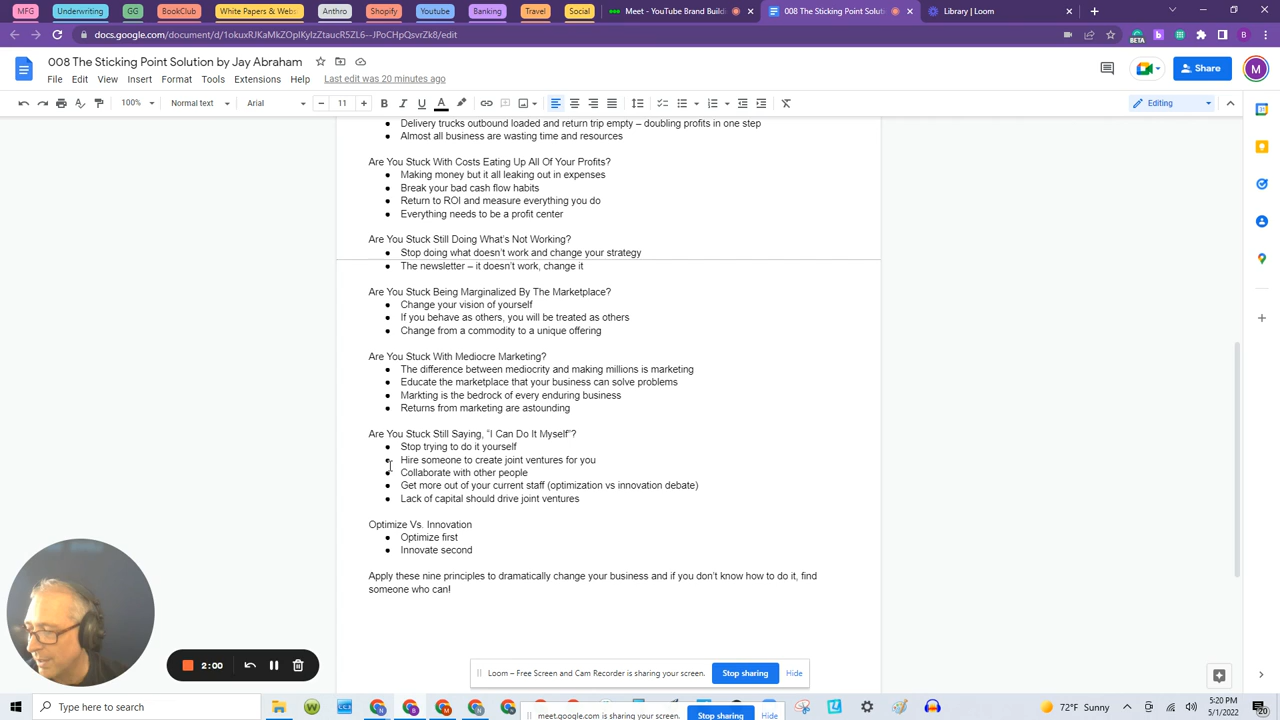 MFG
Underwriting
GG
BookClub
White Papers & Webs
Anthro
Shopify
Youtube
Banking
Travel
Social
Meet - YouTube Brand Builde
008 The Sticking Point Solution
Library | Loom
docs.google.com/document/d/1okuxRJKaMkZOpIKyIzZtaucR5ZL6--JPoCHpQsvrZk8/edit
BETA
008 The Sticking Point Solution by Jay Abraham
File Edit View Insert Format Tools Extensions Help Last edit was 20 minutes ago
Share
M
100% Normal text Arial 11 B I U A Editing
Delivery trucks outbound loaded and return trip empty – doubling profits in one step
Almost all business are wasting time and resources
Are You Stuck With Costs Eating Up All Of Your Profits?
Making money but it all leaking out in expenses
Break your bad cash flow habits
Return to ROI and measure everything you do
Everything needs to be a profit center
Are You Stuck Still Doing What's Not Working?
Stop doing what doesn't work and change your strategy
The newsletter – it doesn't work, change it
Are You Stuck Being Marginalized By The Marketplace?
Change your vision of yourself
If you behave as others, you will be treated as others
Change from a commodity to a unique offering
Are You Stuck With Mediocre Marketing?
The difference between mediocrity and making millions is marketing
Educate the marketplace that your business can solve problems
Markting is the bedrock of every enduring business
Returns from marketing are astounding
Are You Stuck Still Saying, "I Can Do It Myself"?
Stop trying to do it yourself
Hire someone to create joint ventures for you
Collaborate with other people
Get more out of your current staff (optimization vs innovation debate)
Lack of capital should drive joint ventures
Optimize Vs. Innovation
Optimize first
Innovate second
Apply these nine principles to dramatically change your business and if you don't know how to do it, find
someone who can!
2:00
Loom – Free Screen and Cam Recorder is sharing your screen. Stop sharing Hide
meet.google.com is sharing your screen. Stop sharing Hide
Type here to search
72°F Sunny
5:20 PM
5/1/2022